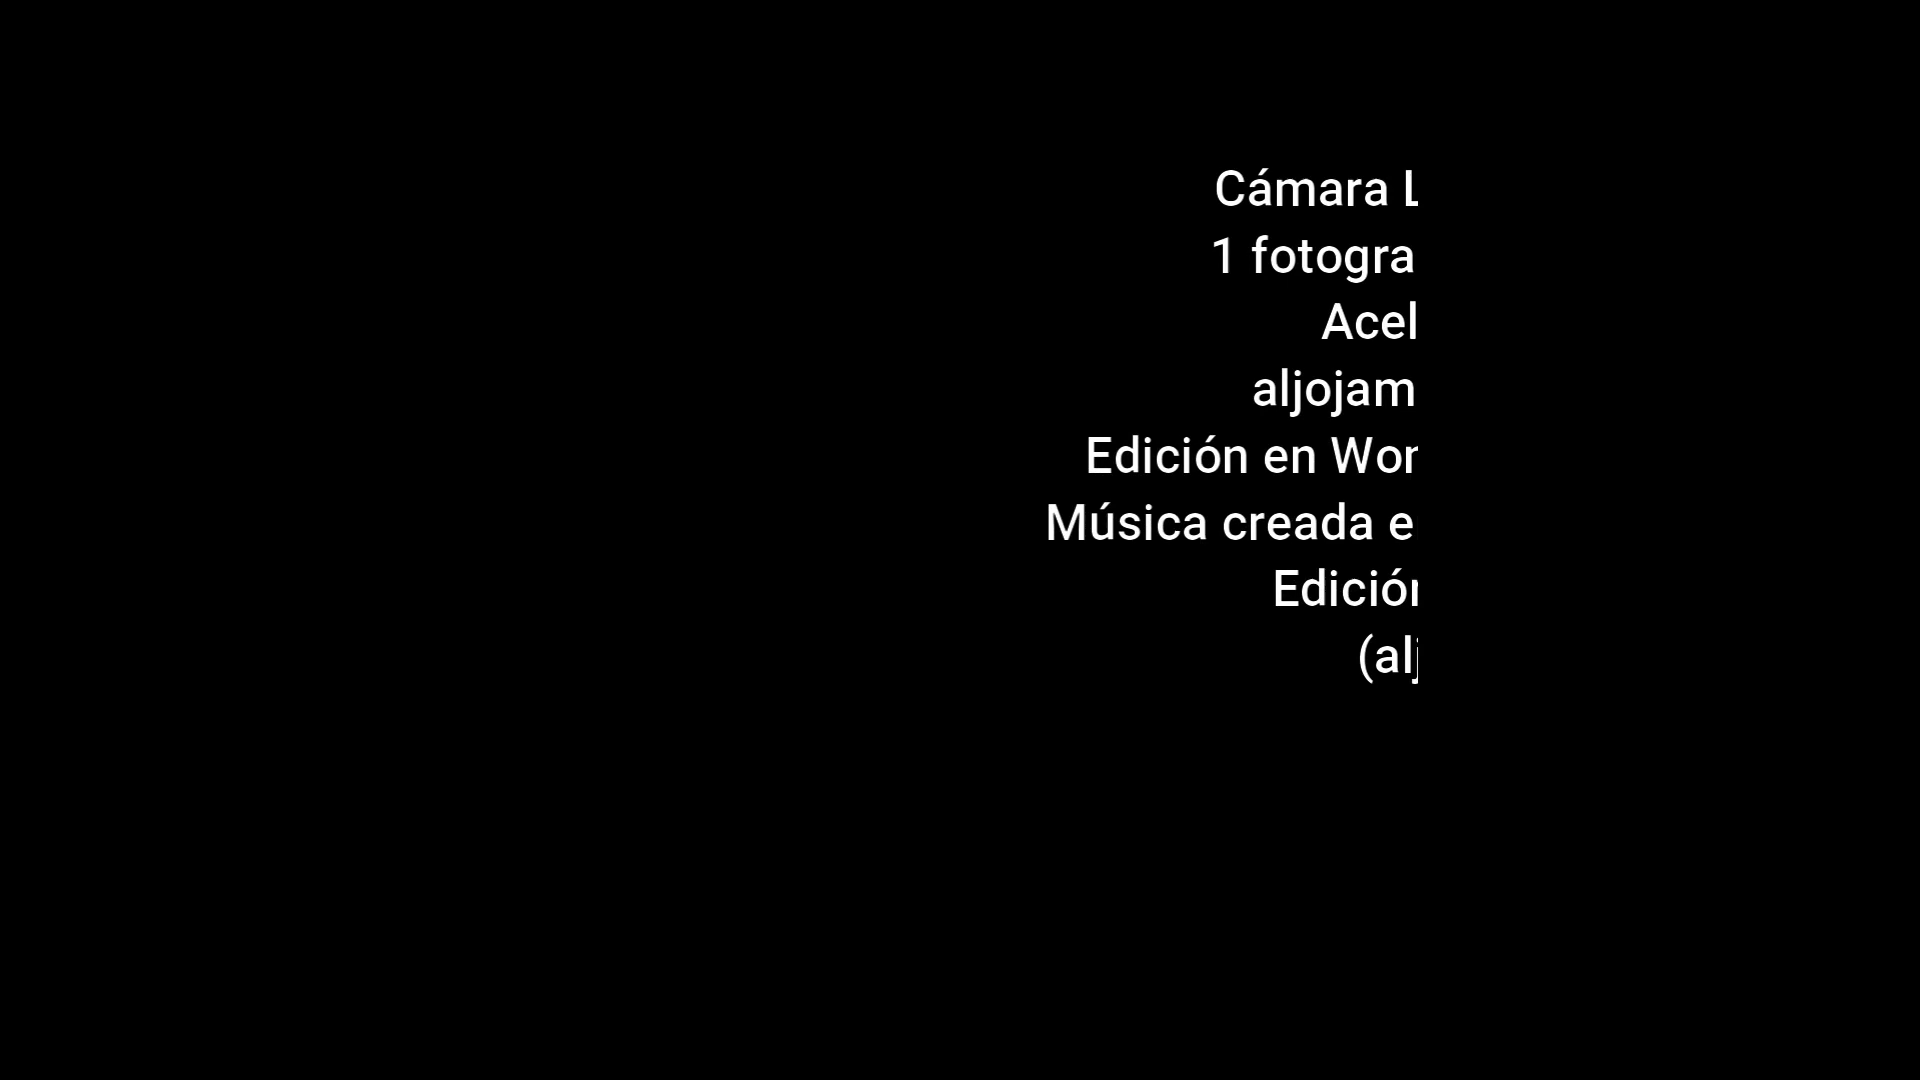 Cámara L
1 fotogra
Acel
aljojam
Edición en Wor
Música creada e
Edición
(alj